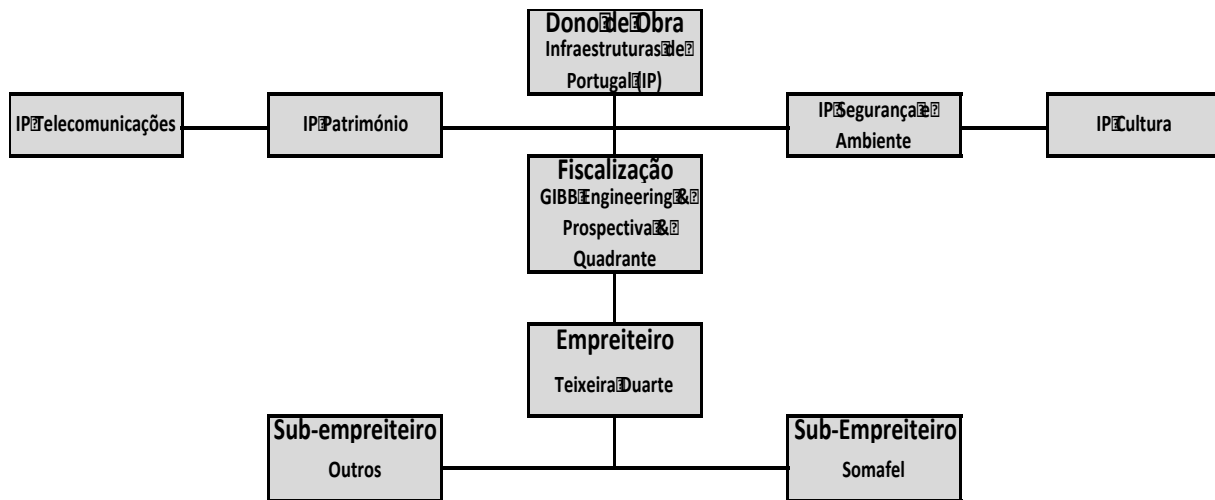 Dono de Obra
Infraestruturas de
Portugal (IP)
IP Telecomunicações
IP Património
IP Segurança e
Ambiente
IP Cultura
Fiscalização
GIBB Engineering &
Prospectiva &
Quadrante
Empreiteiro
Teixeira Duarte
Sub-empreiteiro
Outros
Sub-Empreiteiro
Somafel